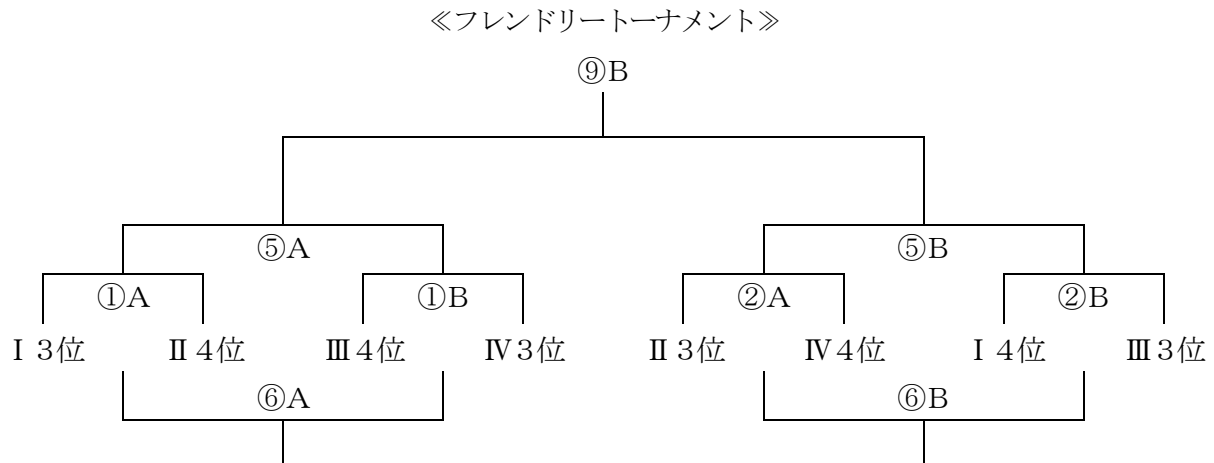 ≪フレンドリートーナメント≫
⑨B
⑤A ⑤B
①A ①B ②A ②B
Ⅰ3位 Ⅱ4位 Ⅲ4位 Ⅳ3位 Ⅱ3位 Ⅳ4位 Ⅰ4位 Ⅲ3位
⑥A ⑥B